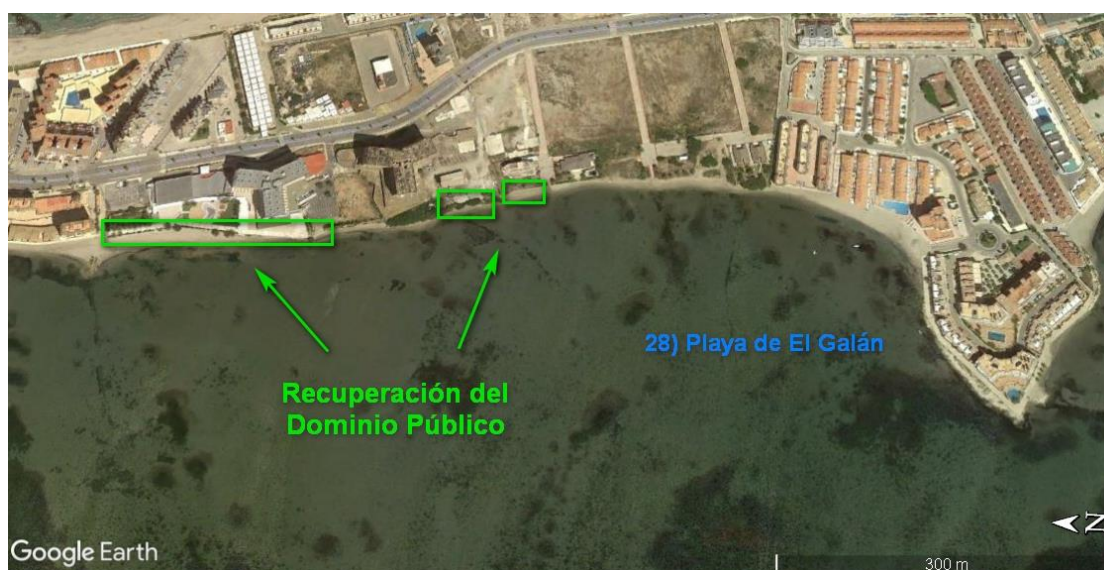 28) Playa de El Galán
Recuperación del
Dominio Público
Google Earth
N
300 m